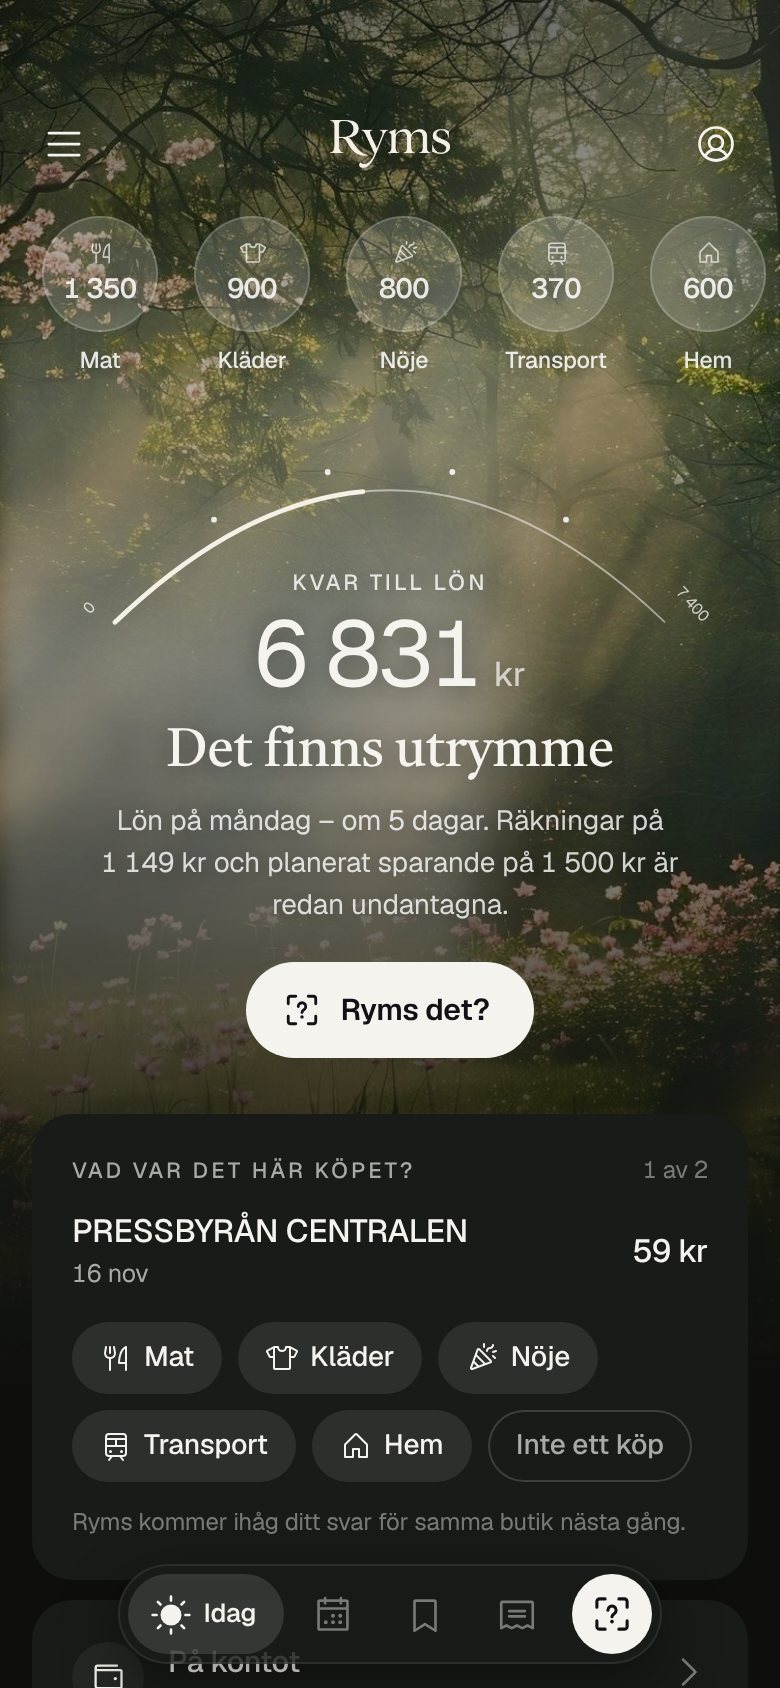 Ryms
1 350
900
800
370
600
Mat
Kläder
Nöje
Transport
Hem
0
7 400
KVAR TILL LÖN
6 831 kr
Det finns utrymme
Lön på måndag – om 5 dagar. Räkningar på
1 149 kr och planerat sparande på 1 500 kr är
redan undantagna.
Ryms det?
VAD VAR DET HÄR KÖPET?
1 av 2
PRESSBYRÅN CENTRALEN
59 kr
16 nov
Mat
Kläder
Nöje
Transport
Hem
Inte ett köp
Ryms kommer ihåg ditt svar för samma butik nästa gång.
Idag
På kontot